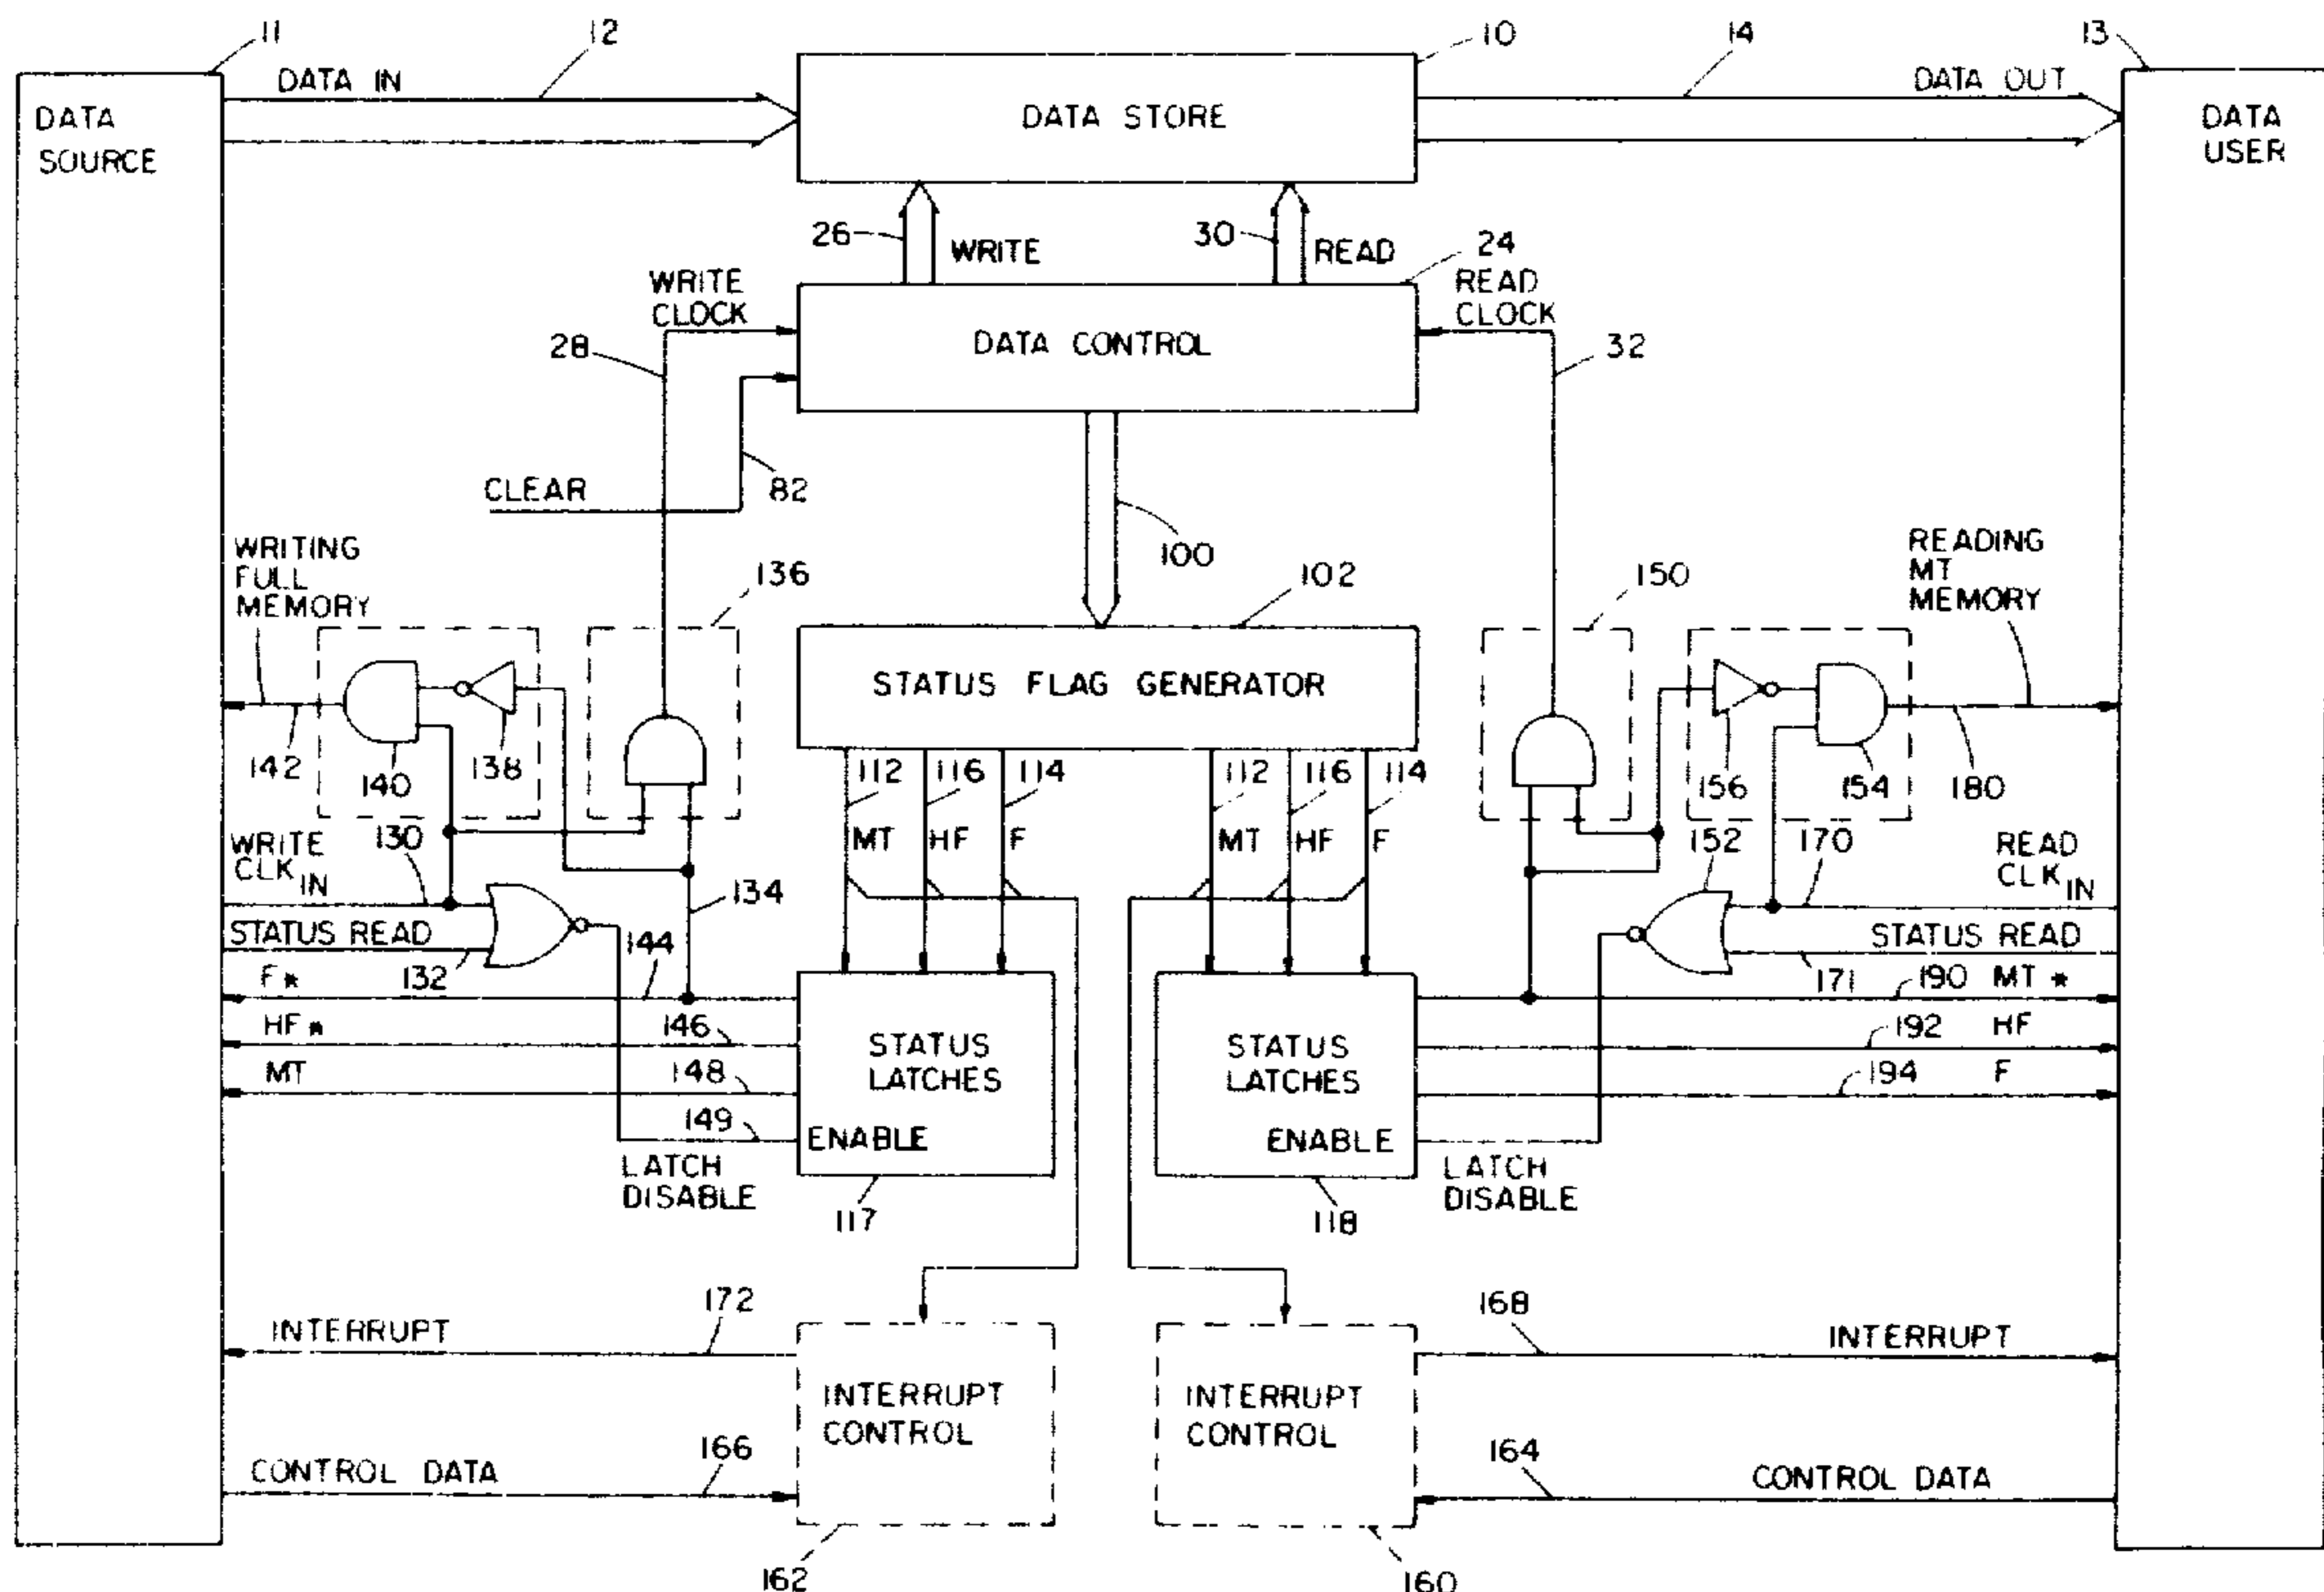 11
12
10
14
13
DATA IN
DATA OUT
DATA
SOURCE
DATA STORE
DATA
USER
26
WRITE
30
READ
24
WRITE
CLOCK
READ
CLOCK
28
DATA CONTROL
32
CLEAR
82
100
WRITING
FULL
MEMORY
136
102
150
READING
MT
MEMORY
STATUS FLAG GENERATOR
142
140
138
112
116
114
112
116
114
156
154
180
MT
HF
F
MT
HF
F
130
152
170
WRITE
CLK IN
READ
CLK IN
134
STATUS READ
132
144
STATUS READ
171
190
MT *
F *
HF *
146
192
HF
MT
148
194
F
STATUS
LATCHES
STATUS
LATCHES
149
ENABLE
ENABLE
LATCH
DISABLE
LATCH
DISABLE
117
118
172
168
INTERRUPT
INTERRUPT
INTERRUPT
CONTROL
INTERRUPT
CONTROL
CONTROL DATA
166
164
CONTROL DATA
162
160